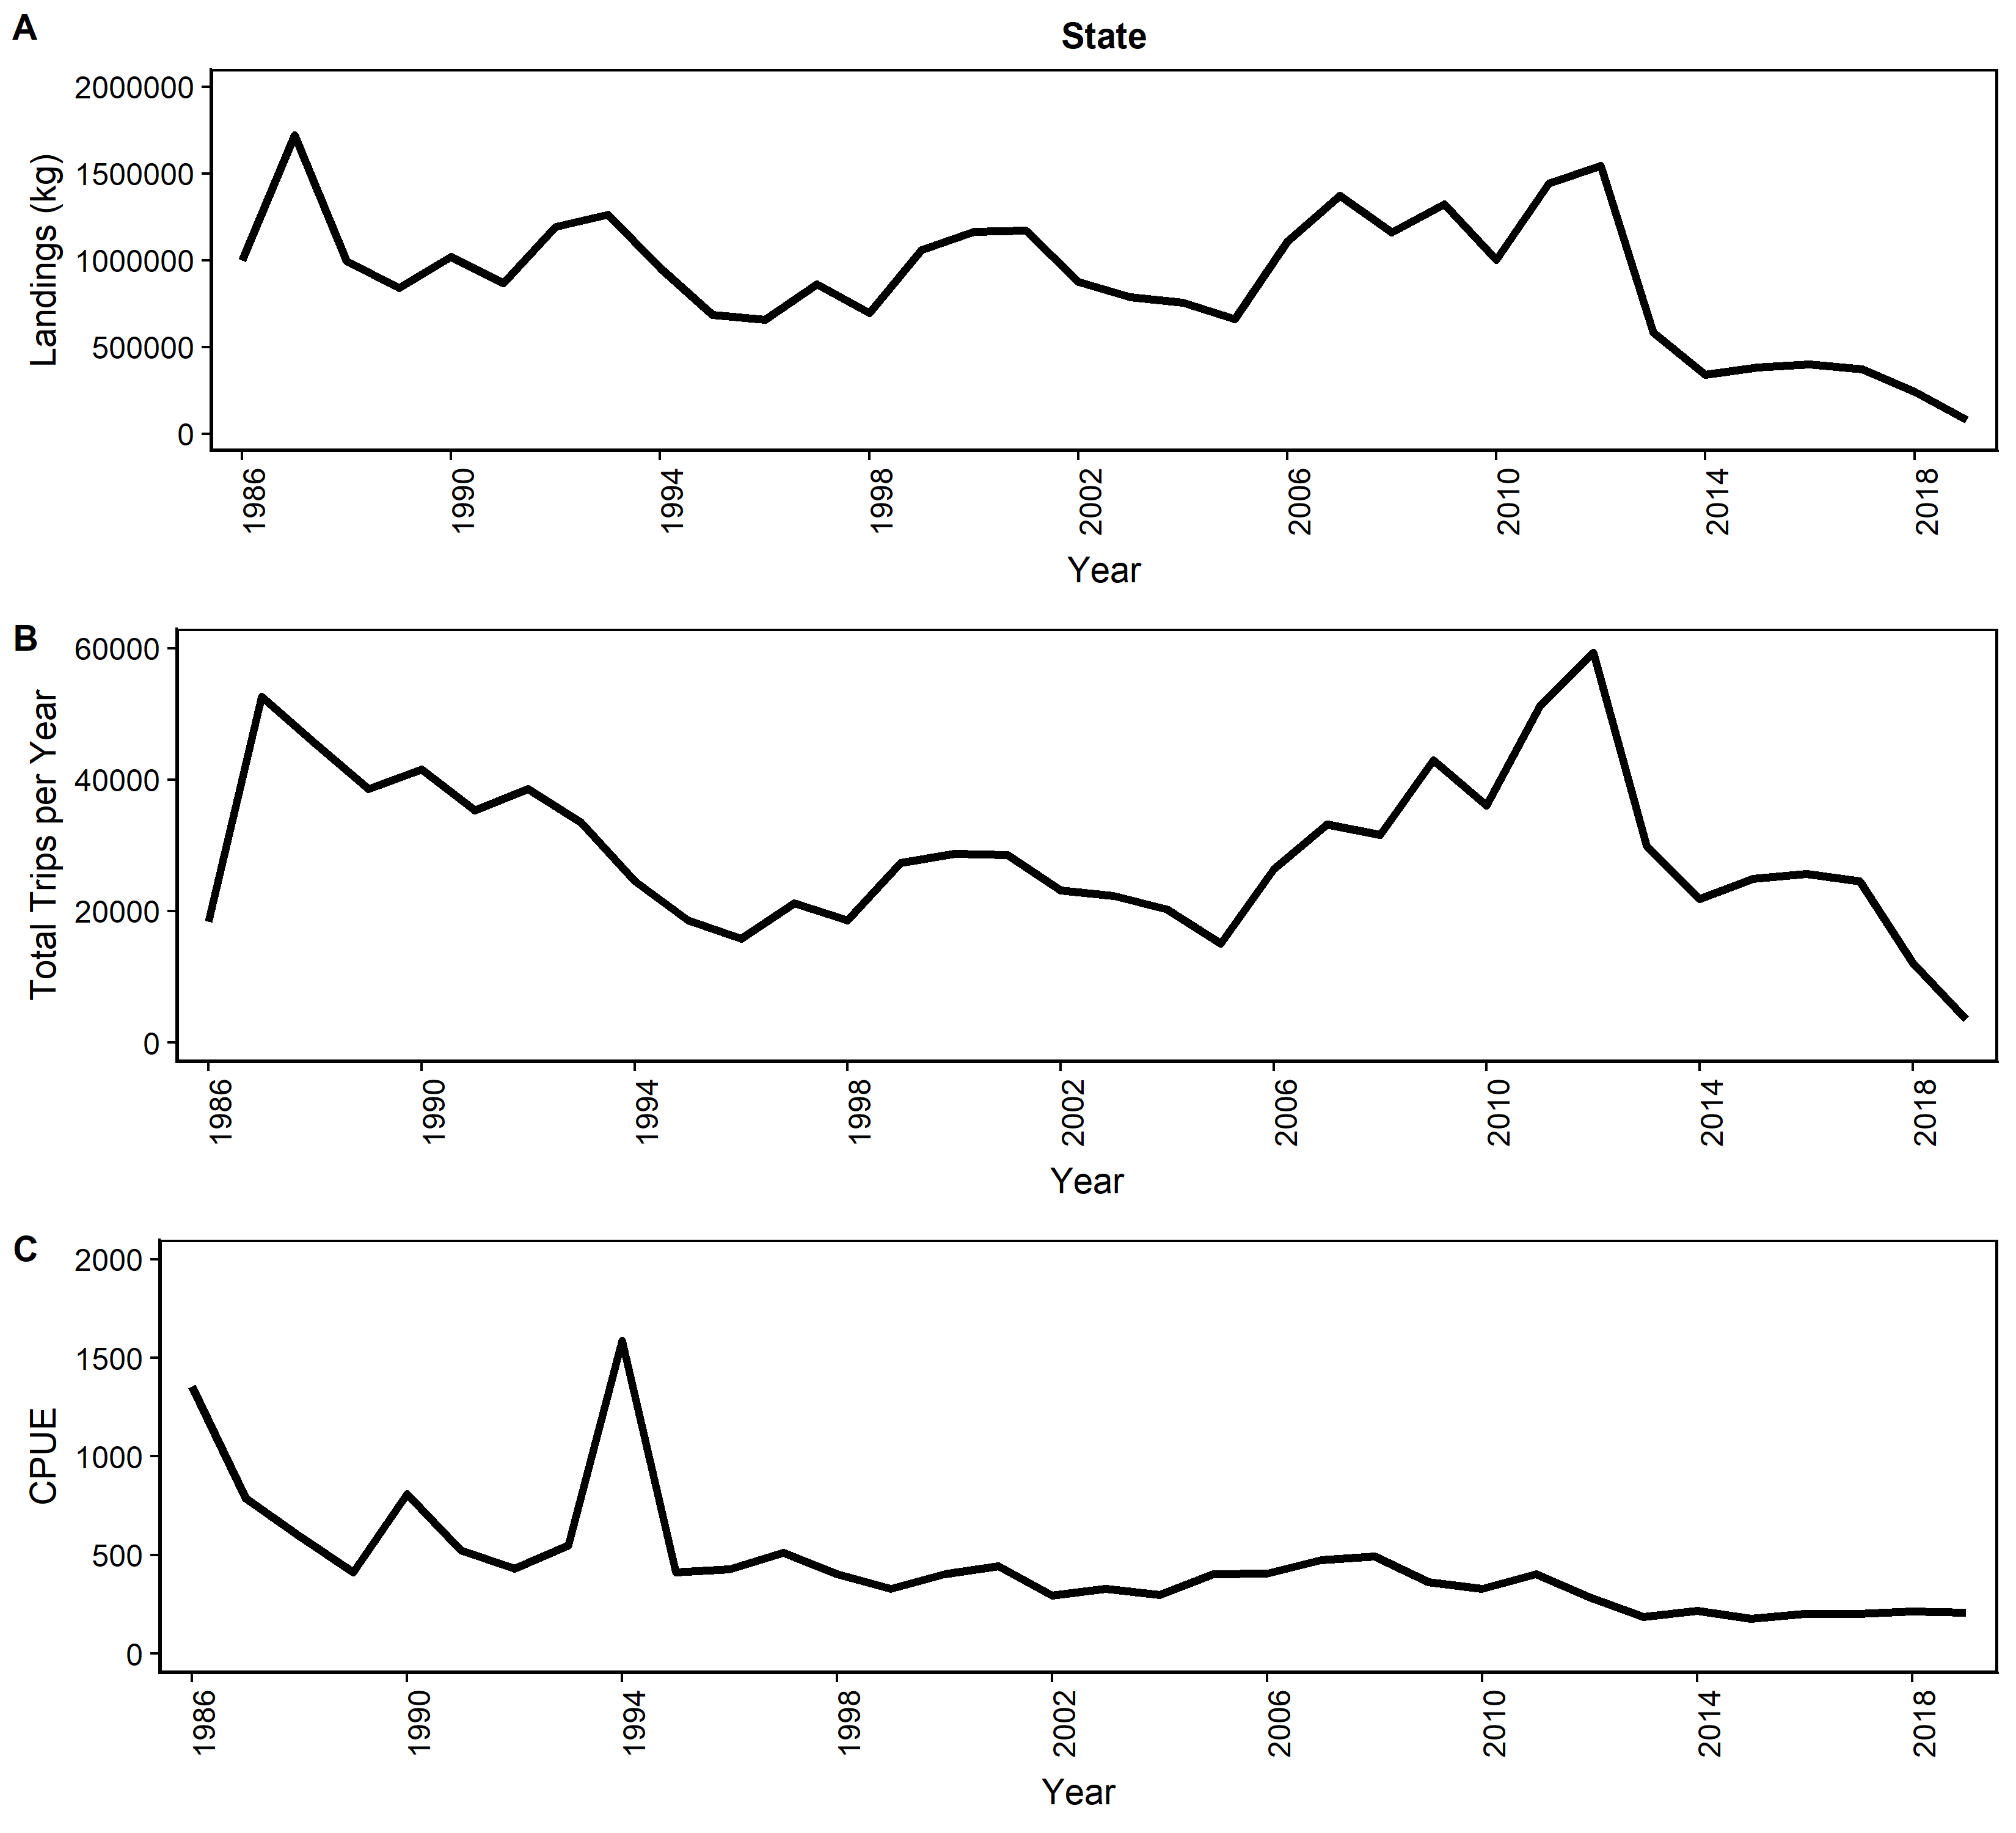 A
State
Landings (kg)
2000000
1500000
1000000
500000
0
1986 1990 1994 1998 2002 2006 2010 2014 2018
Year
B
Total Trips per Year
60000
40000
20000
0
1986 1990 1994 1998 2002 2006 2010 2014 2018
Year
C
CPUE
2000
1500
1000
500
0
1986 1990 1994 1998 2002 2006 2010 2014 2018
Year